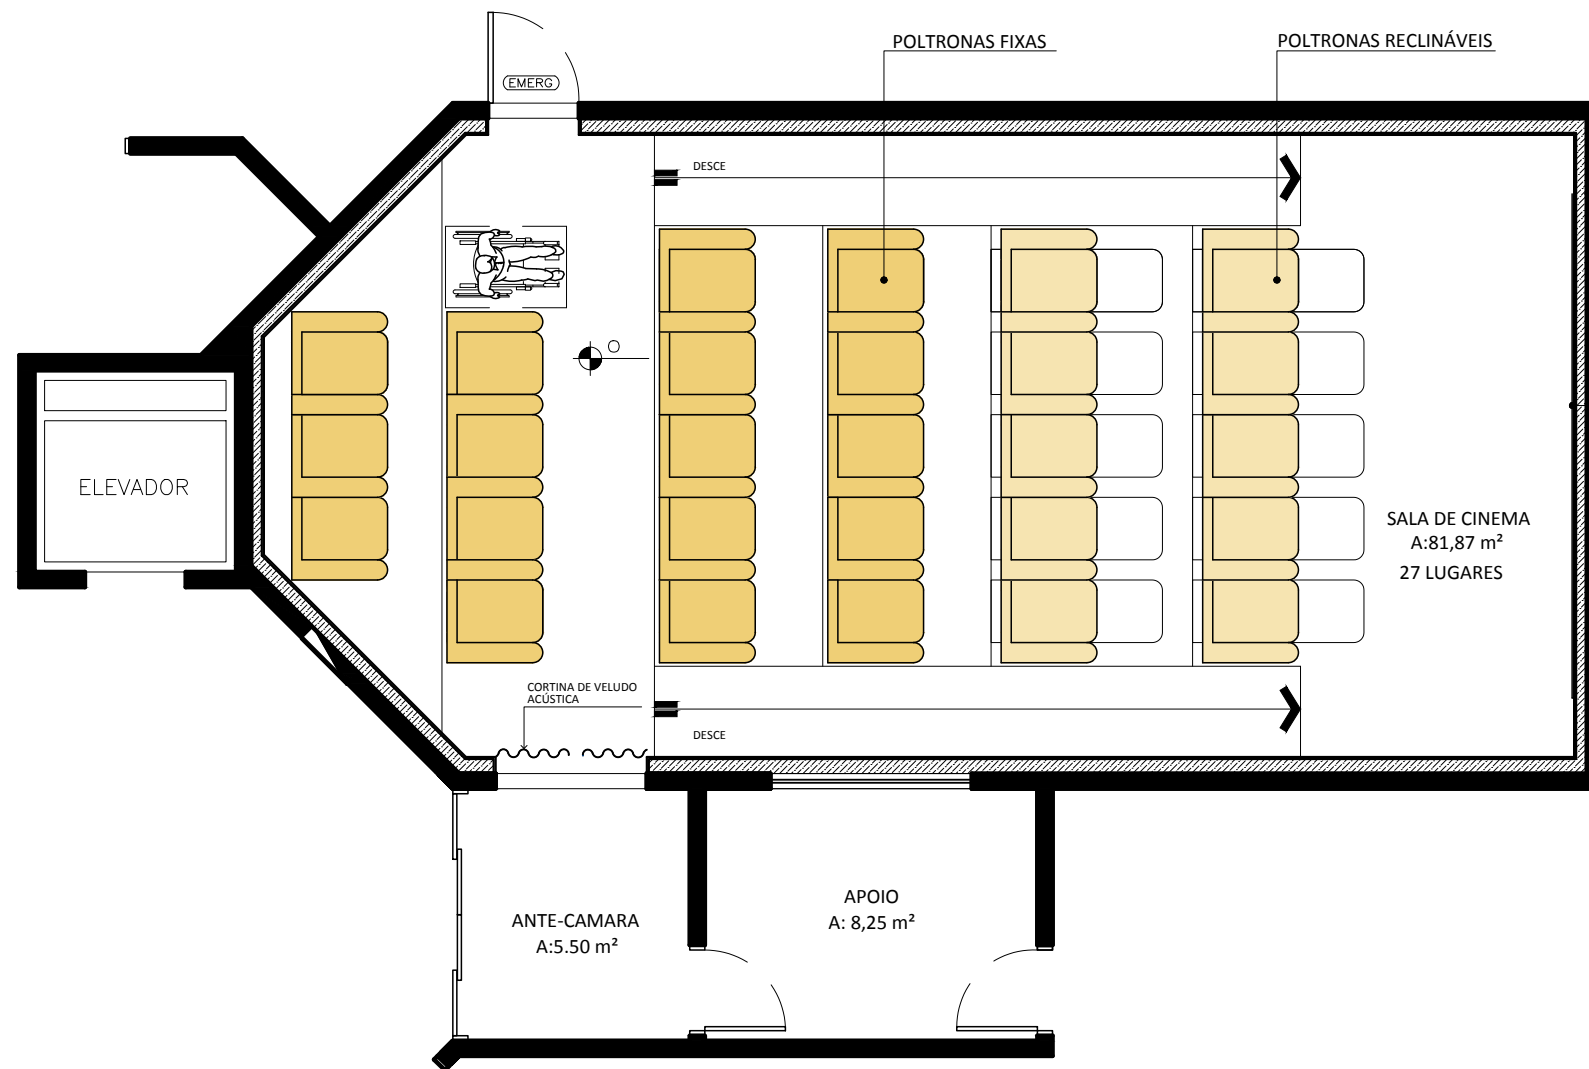 POLTRONAS FIXAS
POLTRONAS RECLINÁVEIS
EMERG
DESCE
O
ELEVADOR
SALA DE CINEMA
A:81,87 m²
27 LUGARES
CORTINA DE VELUDO
ACÚSTICA
DESCE
ANTE-CAMARA
A:5.50 m²
APOIO
A: 8,25 m²